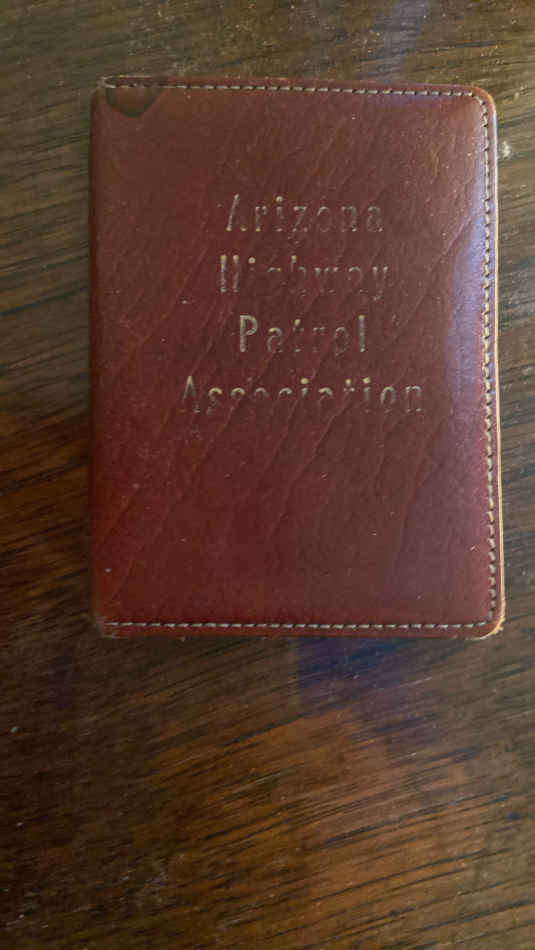 Arizona
Highway
Patrol
Association